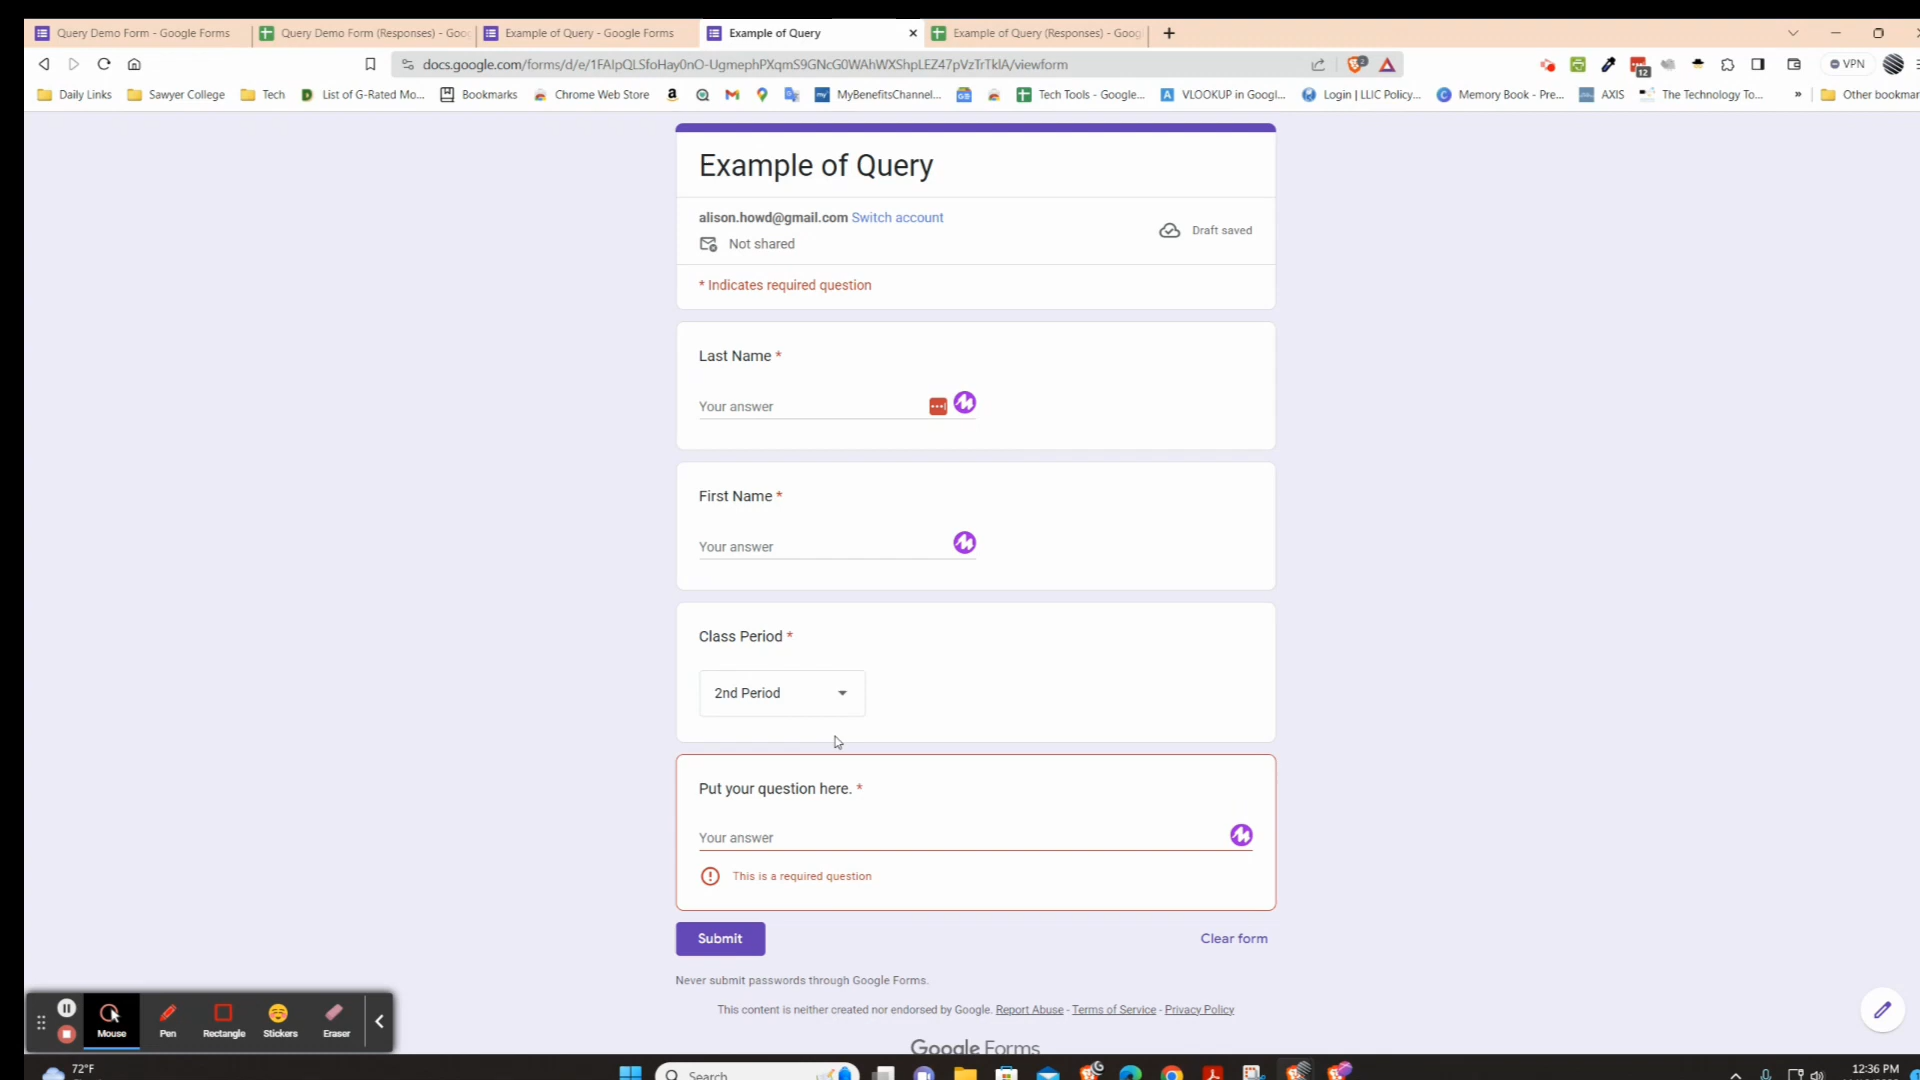 Query Demo Form - Google Forms
Query Demo Form (Responses) - Goo
Example of Query - Google Forms
Example of Query
Example of Query (Responses) - Goog
docs.google.com/forms/d/e/1FAIpQLSfoHay0nO-UgmephPXqmS9GNcG0WAhWXShpLEZ47pVzTrTklA/viewform
2
12
VPN
Daily Links
Sawyer College
Tech
List of G-Rated Mo...
Bookmarks
Chrome Web Store
MyBenefitsChannel...
Tech Tools - Google...
VLOOKUP in Googl...
Login | LLIC Policy...
Memory Book - Pre...
AXIS
The Technology To...
»
Other bookmar
Example of Query
alison.howd@gmail.com Switch account
Not shared
Draft saved
* Indicates required question
Last Name *
Your answer
First Name *
Your answer
Class Period *
2nd Period
Put your question here. *
Your answer
This is a required question
Submit
Clear form
Never submit passwords through Google Forms.
This content is neither created nor endorsed by Google. Report Abuse - Terms of Service - Privacy Policy
Google Forms
Mouse
Pen
Rectangle
Stickers
Eraser
72°F
Search
12:36 PM